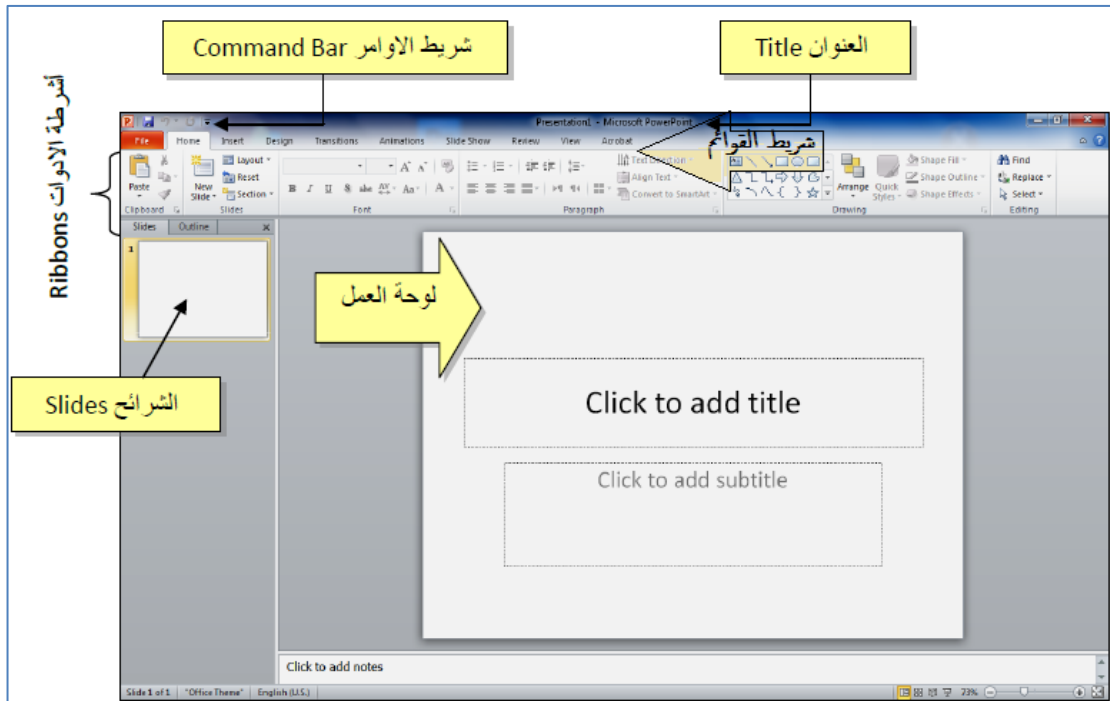 شريط الاوامر Command Bar
العنوان Title
أشرطة الادوات Ribbons
Presentation1 - Microsoft PowerPoint
File Home Insert Design Transitions Animations Slide Show Review View Acrobat
شريط القوائم
Paste
New Slide
Layout
Reset
Section
Text Direction
Align Text
Convert to SmartArt
Arrange
Quick Styles
Shape Fill
Shape Outline
Shape Effects
Find
Replace
Select
Clipboard Slides Font Paragraph Drawing Editing
Slides Outline
1
لوحة العمل
الشرائح Slides
Click to add title
Click to add subtitle
Click to add notes
Slide 1 of 1 "Office Theme" English (U.S.) 73%